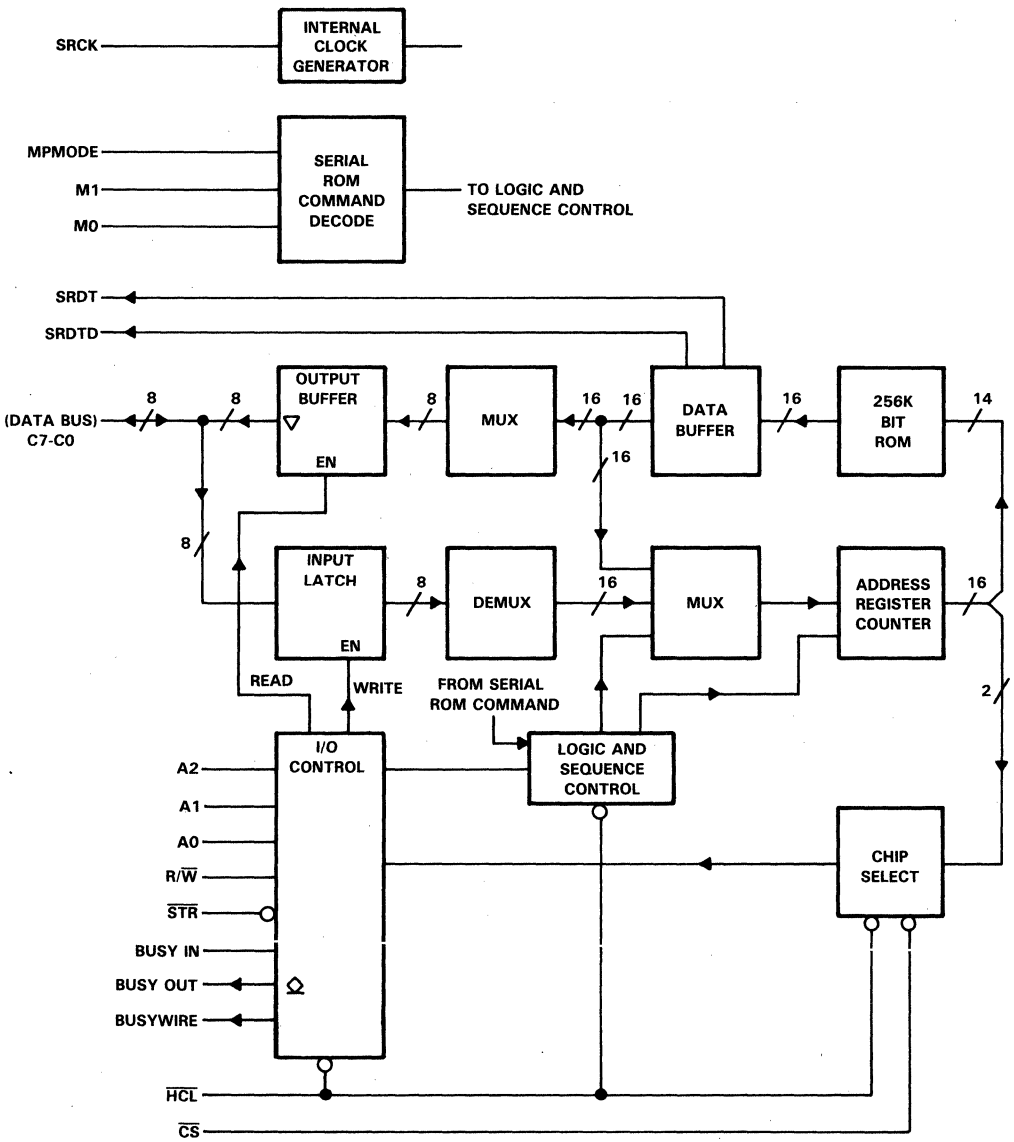 SRCK
INTERNAL
CLOCK
GENERATOR
MPMODE
M1
M0
SERIAL
ROM
COMMAND
DECODE
TO LOGIC AND
SEQUENCE CONTROL
SRDT
SRDTD
(DATA BUS)
C7-C0
8
8
OUTPUT
BUFFER
EN
8
MUX
16
16
16
DATA
BUFFER
16
256K
BIT
ROM
14
8
INPUT
LATCH
EN
8
DEMUX
16
MUX
ADDRESS
REGISTER
COUNTER
16
2
READ
WRITE
FROM SERIAL
ROM COMMAND
I/O
CONTROL
LOGIC AND
SEQUENCE
CONTROL
A2
A1
A0
R/W̅
S̅T̅R̅
BUSY IN
BUSY OUT
BUSYWIRE
CHIP
SELECT
H̅C̅L̅
C̅S̅